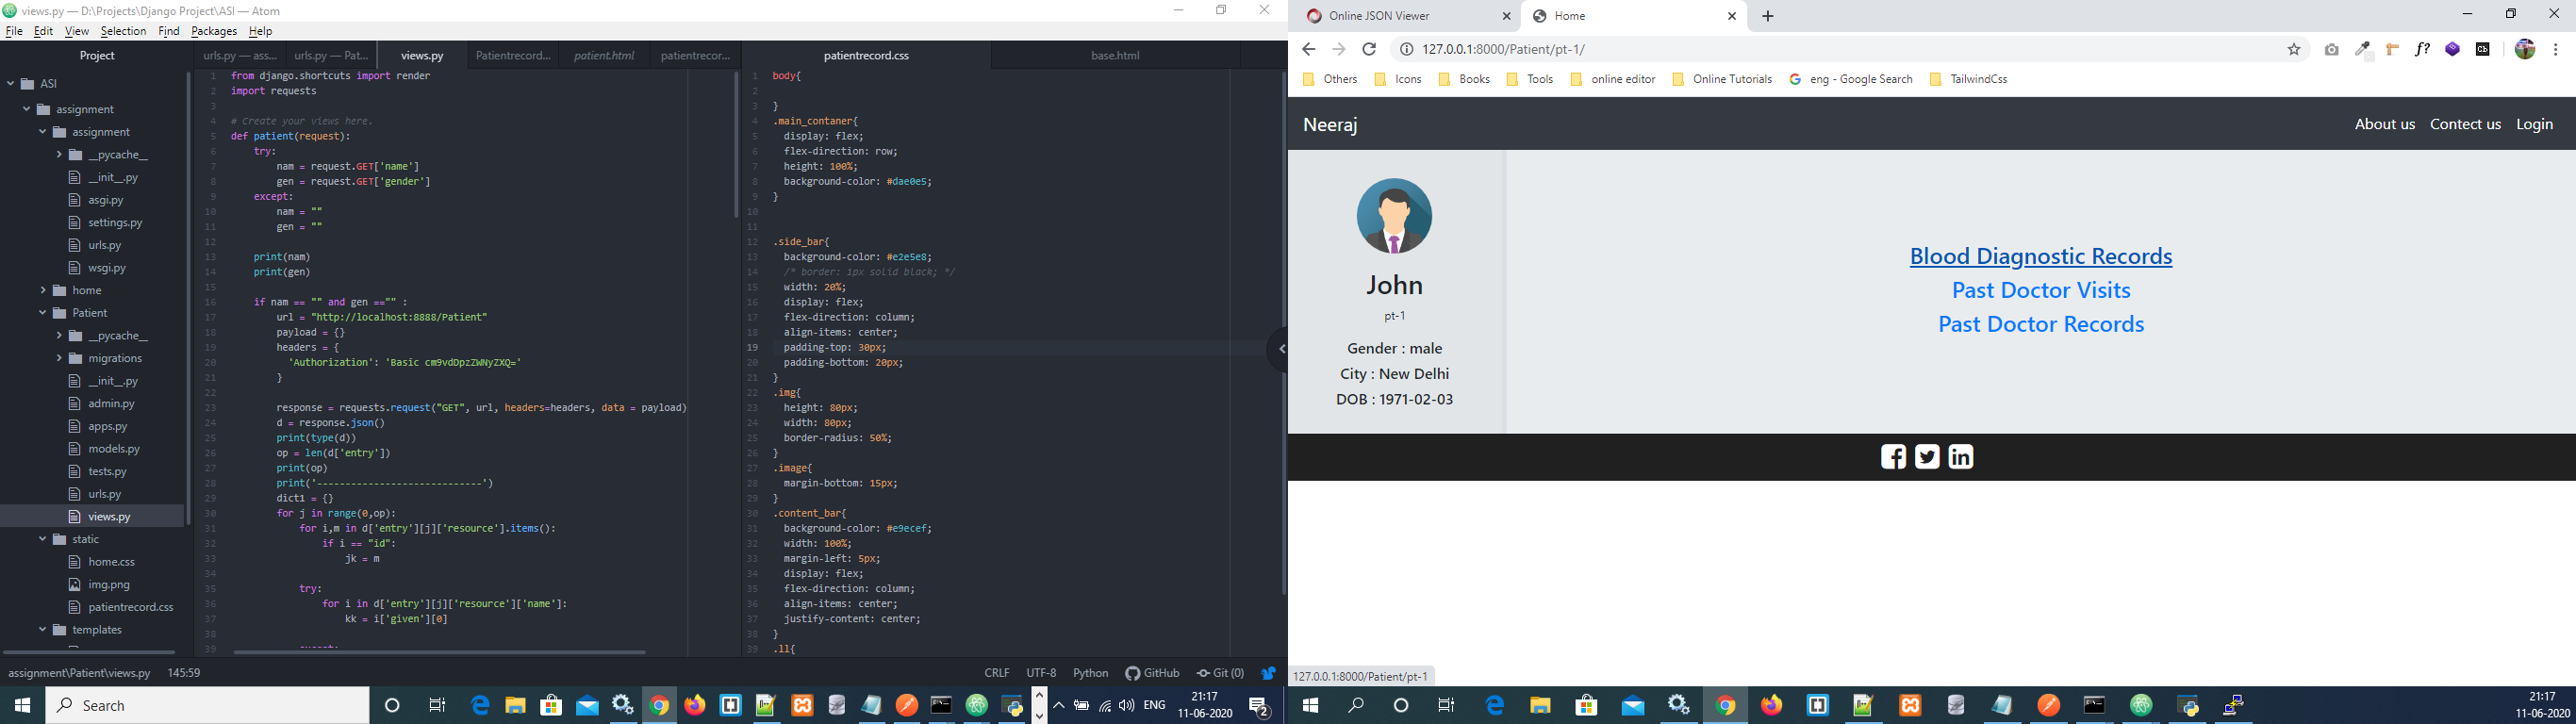 views.py — D:\Projects\Django Project\ASI — Atom
File Edit View Selection Find Packages Help
Project
ASI
assignment
assignment
__pycache__
__init__.py
asgi.py
settings.py
urls.py
wsgi.py
home
Patient
__pycache__
migrations
__init__.py
admin.py
apps.py
models.py
tests.py
urls.py
views.py
static
home.css
img.png
patientrecord.css
templates
urls.py — ass... urls.py — Pat... views.py Patientrecord... patient.html patientrecor...
1 from django.shortcuts import render
2 import requests
3
4 # Create your views here.
5 def patient(request):
6 try:
7 nam = request.GET['name']
8 gen = request.GET['gender']
9 except:
10 nam = ""
11 gen = ""
12
13 print(nam)
14 print(gen)
15
16 if nam == "" and gen =="" :
17 url = "http://localhost:8888/Patient"
18 payload = {}
19 headers = {
20 'Authorization': 'Basic cm9vdDpzZWNyZXQ='
21 }
22
23 response = requests.request("GET", url, headers=headers, data = payload)
24 d = response.json()
25 print(type(d))
26 op = len(d['entry'])
27 print(op)
28 print('-----------------------------')
29 dict1 = {}
30 for j in range(0,op):
31 for i,m in d['entry'][j]['resource'].items():
32 if i == "id":
33 jk = m
34
35 try:
36 for i in d['entry'][j]['resource']['name']:
37 kk = i['given'][0]
38
39
patientrecord.css base.html
1 body{
2
3 }
4 .main_contaner{
5 display: flex;
6 flex-direction: row;
7 height: 100%;
8 background-color: #dae0e5;
9 }
10
11
12 .side_bar{
13 background-color: #e2e5e8;
14 /* border: 1px solid black; */
15 width: 20%;
16 display: flex;
17 flex-direction: column;
18 align-items: center;
19 padding-top: 30px;
20 padding-bottom: 20px;
21 }
22 .img{
23 height: 80px;
24 width: 80px;
25 border-radius: 50%;
26 }
27 .image{
28 margin-bottom: 15px;
29 }
30 .content_bar{
31 background-color: #e9ecef;
32 width: 100%;
33 margin-left: 5px;
34 display: flex;
35 flex-direction: column;
36 align-items: center;
37 justify-content: center;
38 }
39 .ll{
assignment\Patient\views.py 145:59 CRLF UTF-8 Python GitHub Git (0)
Search
ENG
21:17
11-06-2020
2
Online JSON Viewer Home
127.0.0.1:8000/Patient/pt-1/
f?
Cb
Others Icons Books Tools online editor Online Tutorials eng - Google Search TailwindCss
Neeraj About us Contect us Login
John
pt-1
Gender : male
City : New Delhi
DOB : 1971-02-03
Blood Diagnostic Records
Past Doctor Visits
Past Doctor Records
127.0.0.1:8000/Patient/pt-1
21:17
11-06-2020